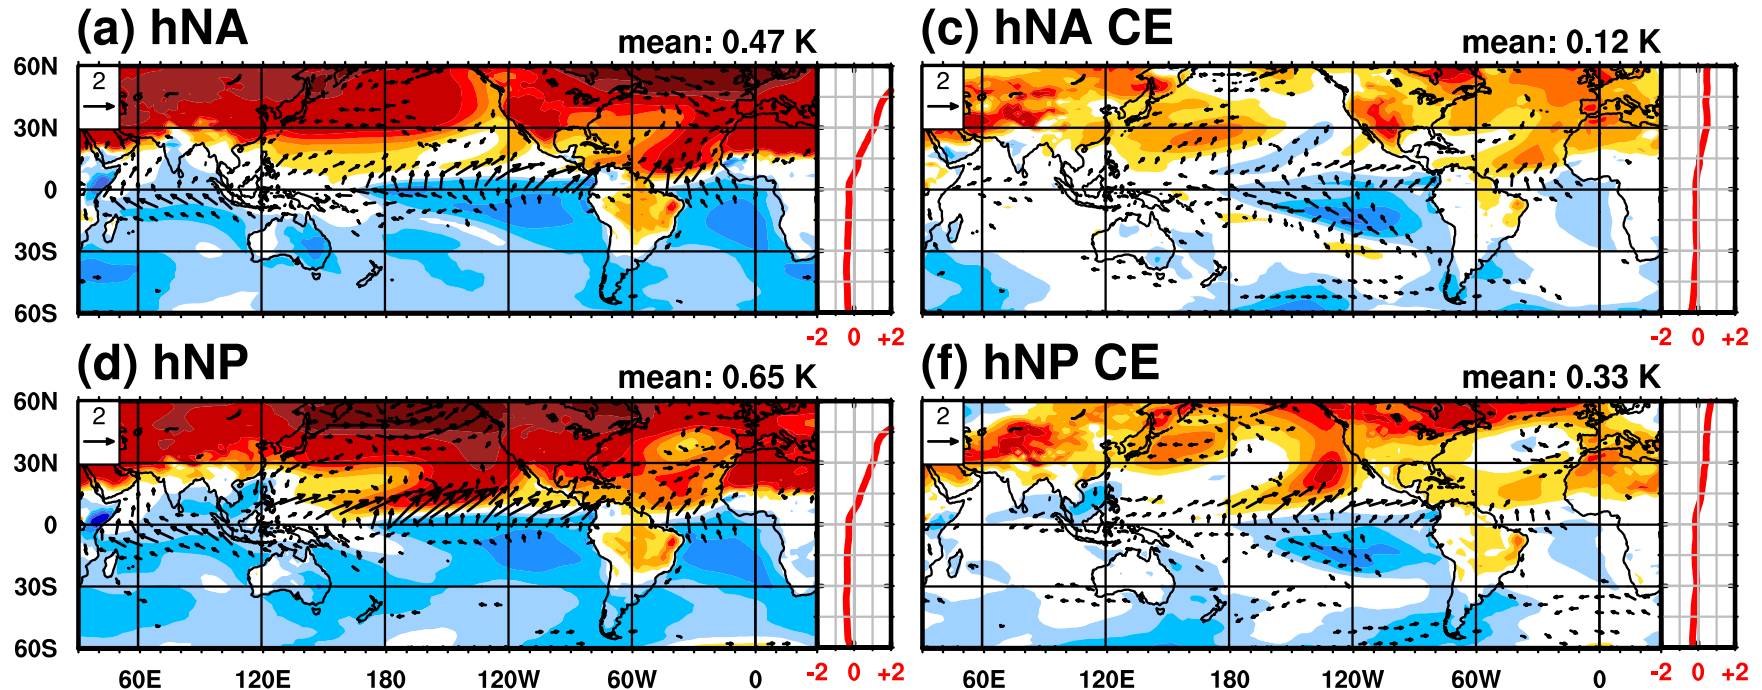 (a) hNA
mean: 0.47 K
(c) hNA CE
mean: 0.12 K
60N
30N
0
30S
60S
2
2
-2 0 +2
-2 0 +2
(d) hNP
mean: 0.65 K
(f) hNP CE
mean: 0.33 K
60N
30N
0
30S
60S
2
2
60E 120E 180 120W 60W 0
-2 0 +2
60E 120E 180 120W 60W 0
-2 0 +2